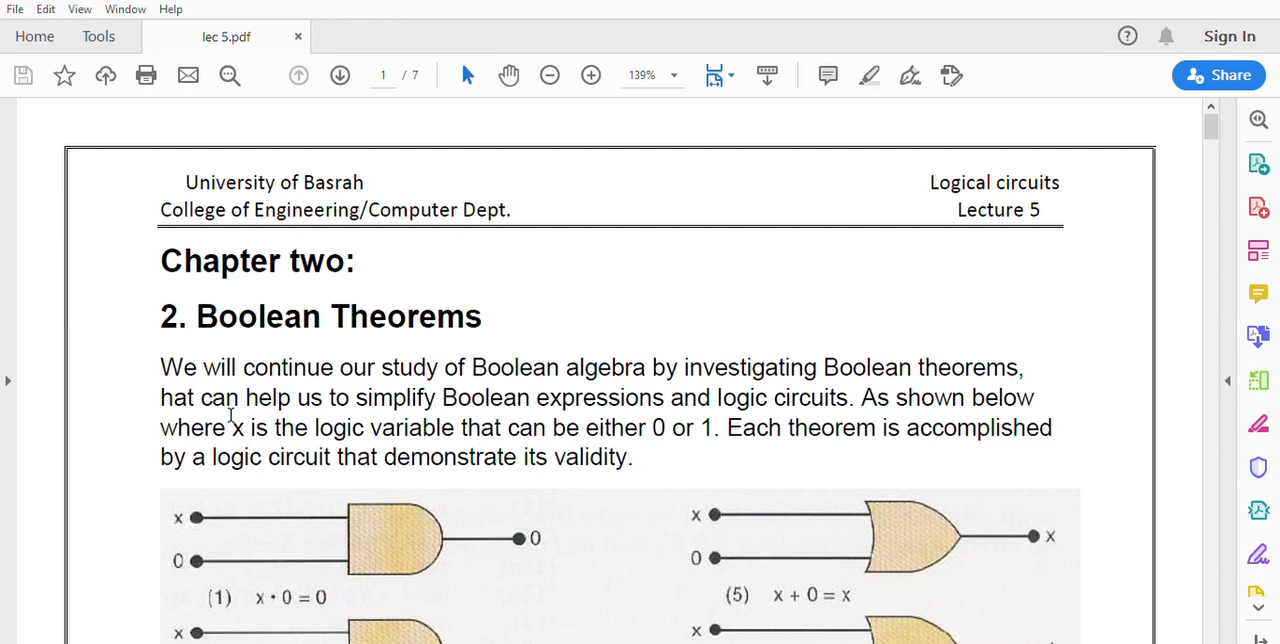 File Edit View Window Help
Home Tools lec 5.pdf × Sign In
1 / 7 139% Share
University of Basrah Logical circuits
College of Engineering/Computer Dept. Lecture 5
Chapter two:
2. Boolean Theorems
We will continue our study of Boolean algebra by investigating Boolean theorems,
hat can help us to simplify Boolean expressions and logic circuits. As shown below
where x is the logic variable that can be either 0 or 1. Each theorem is accomplished
by a logic circuit that demonstrate its validity.
x x
0 x
0 0
(1) x · 0 = 0 (5) x + 0 = x
x x